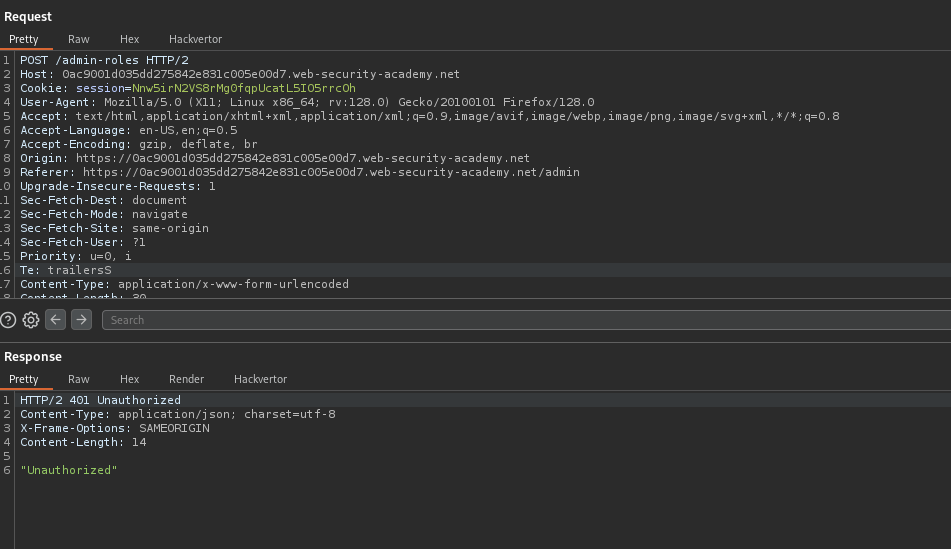 Request
Pretty Raw Hex Hackvertor
1 POST /admin-roles HTTP/2
2 Host: 0ac9001d035dd275842e831c005e00d7.web-security-academy.net
3 Cookie: session=Nnw5irN2VS8rMgOfqpUcatL5IO5rrcOh
4 User-Agent: Mozilla/5.0 (X11; Linux x86_64; rv:128.0) Gecko/20100101 Firefox/128.0
5 Accept: text/html,application/xhtml+xml,application/xml;q=0.9,image/avif,image/webp,image/png,image/svg+xml,*/*;q=0.8
6 Accept-Language: en-US,en;q=0.5
7 Accept-Encoding: gzip, deflate, br
8 Origin: https://0ac9001d035dd275842e831c005e00d7.web-security-academy.net
9 Referer: https://0ac9001d035dd275842e831c005e00d7.web-security-academy.net/admin
10 Upgrade-Insecure-Requests: 1
11 Sec-Fetch-Dest: document
12 Sec-Fetch-Mode: navigate
13 Sec-Fetch-Site: same-origin
14 Sec-Fetch-User: ?1
15 Priority: u=0, i
16 Te: trailersS
17 Content-Type: application/x-www-form-urlencoded
18 Content-Length: 30
Search
Response
Pretty Raw Hex Render Hackvertor
1 HTTP/2 401 Unauthorized
2 Content-Type: application/json; charset=utf-8
3 X-Frame-Options: SAMEORIGIN
4 Content-Length: 14
5
6 "Unauthorized"